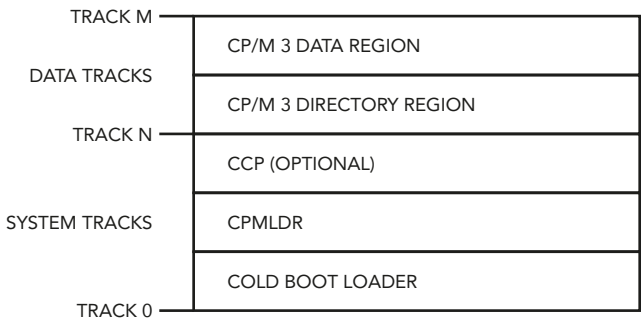 TRACK M
CP/M 3 DATA REGION
DATA TRACKS
CP/M 3 DIRECTORY REGION
TRACK N
CCP (OPTIONAL)
SYSTEM TRACKS
CPMLDR
COLD BOOT LOADER
TRACK 0